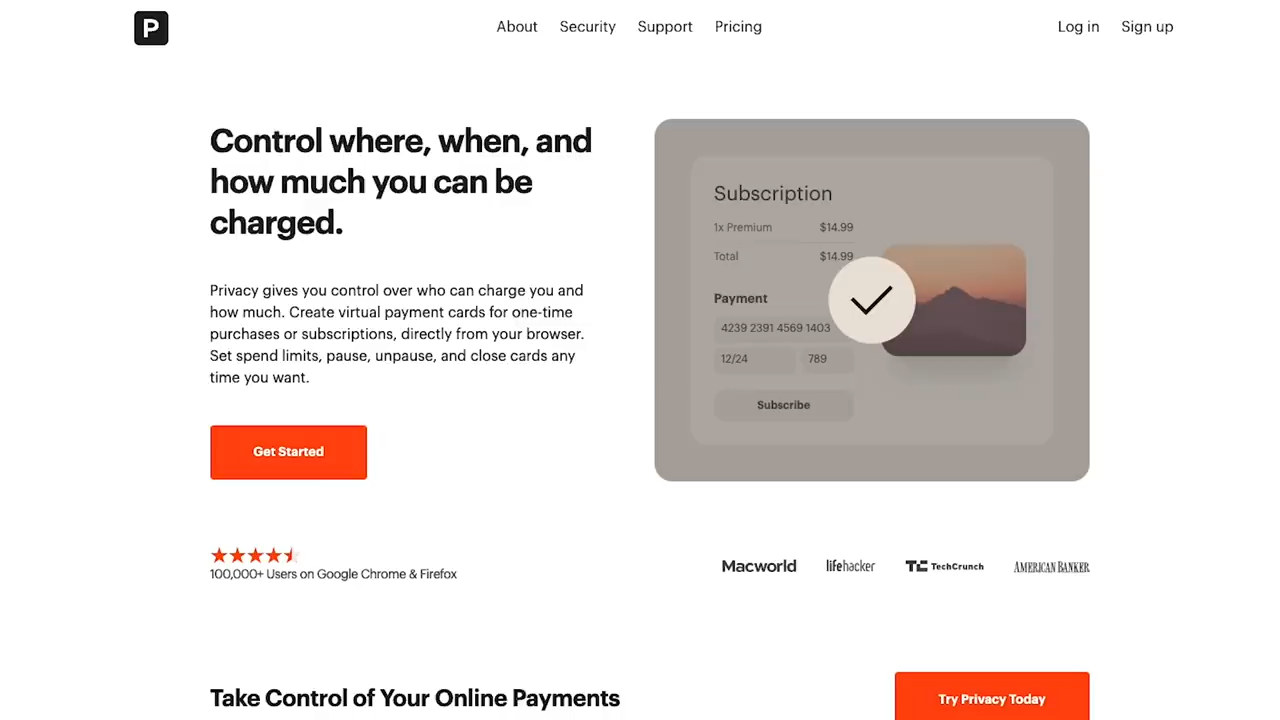 P
About Security Support Pricing
Log in Sign up
Control where, when, and
how much you can be
charged.
Privacy gives you control over who can charge you and
how much. Create virtual payment cards for one-time
purchases or subscriptions, directly from your browser.
Set spend limits, pause, unpause, and close cards any
time you want.
Get Started
Subscription
1x Premium $14.99
Total $14.99
Payment
4239 2391 4569 1403
12/24 789
Subscribe
100,000+ Users on Google Chrome & Firefox
Macworld lifehacker TC TechCrunch AMERICAN BANKER
Take Control of Your Online Payments
Try Privacy Today